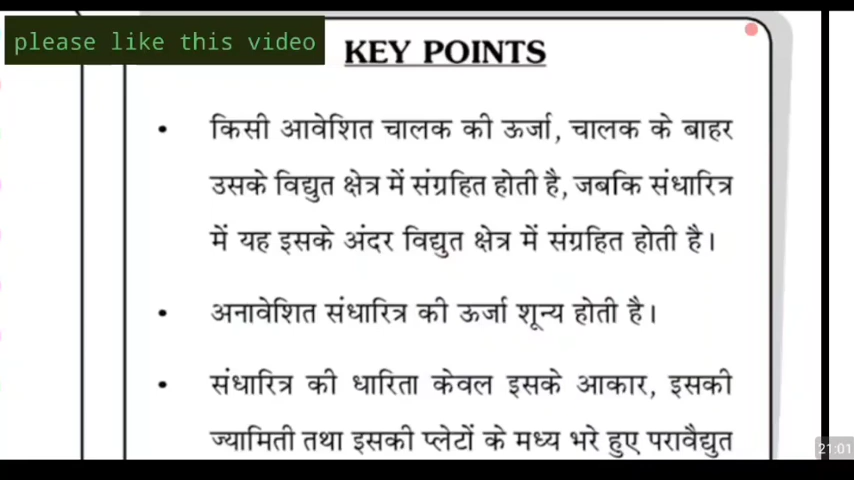 please like this video
KEY POINTS
• किसी आवेशित चालक की ऊर्जा, चालक के बाहर
उसके विद्युत क्षेत्र में संग्रहित होती है, जबकि संधारित्र
में यह इसके अंदर विद्युत क्षेत्र में संग्रहित होती है।
• अनावेशित संधारित्र की ऊर्जा शून्य होती है।
• संधारित्र की धारिता केवल इसके आकार, इसकी
ज्यामिती तथा इसकी प्लेटों के मध्य भरे हुए परावैद्युत
21:01